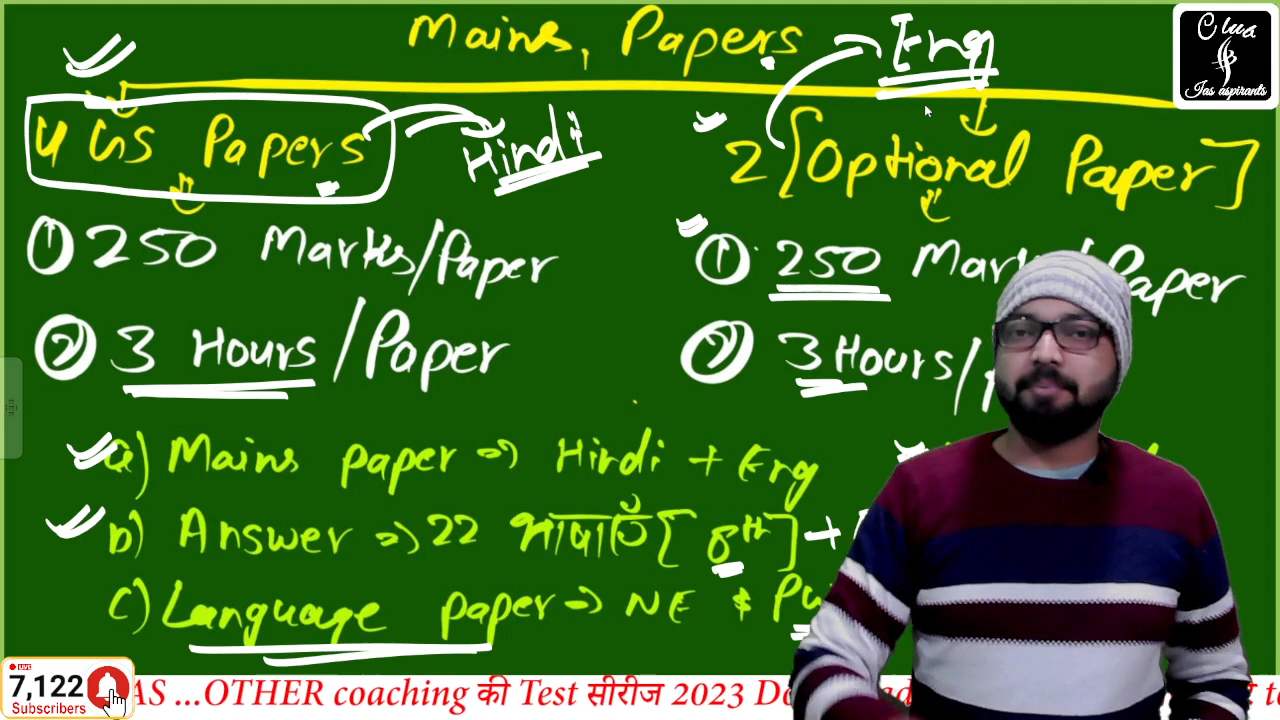 Mains, Papers
Eng
Clua
Ias aspirants
4 GS Papers
Hindi
2 [Optional Paper]
① 250 Marks/Paper
① 250 Mar Paper
② 3 Hours/Paper
② 3 Hours/
a) Mains paper ⇒ Hindi + Eng
b) Answer ⇒ 22 भाषाऐं [8th] +
c) Language paper ⇒ NE & Pu
LIVE
7,122
Subscribers
AS ...OTHER coaching की Test सीरीज 2023 Do